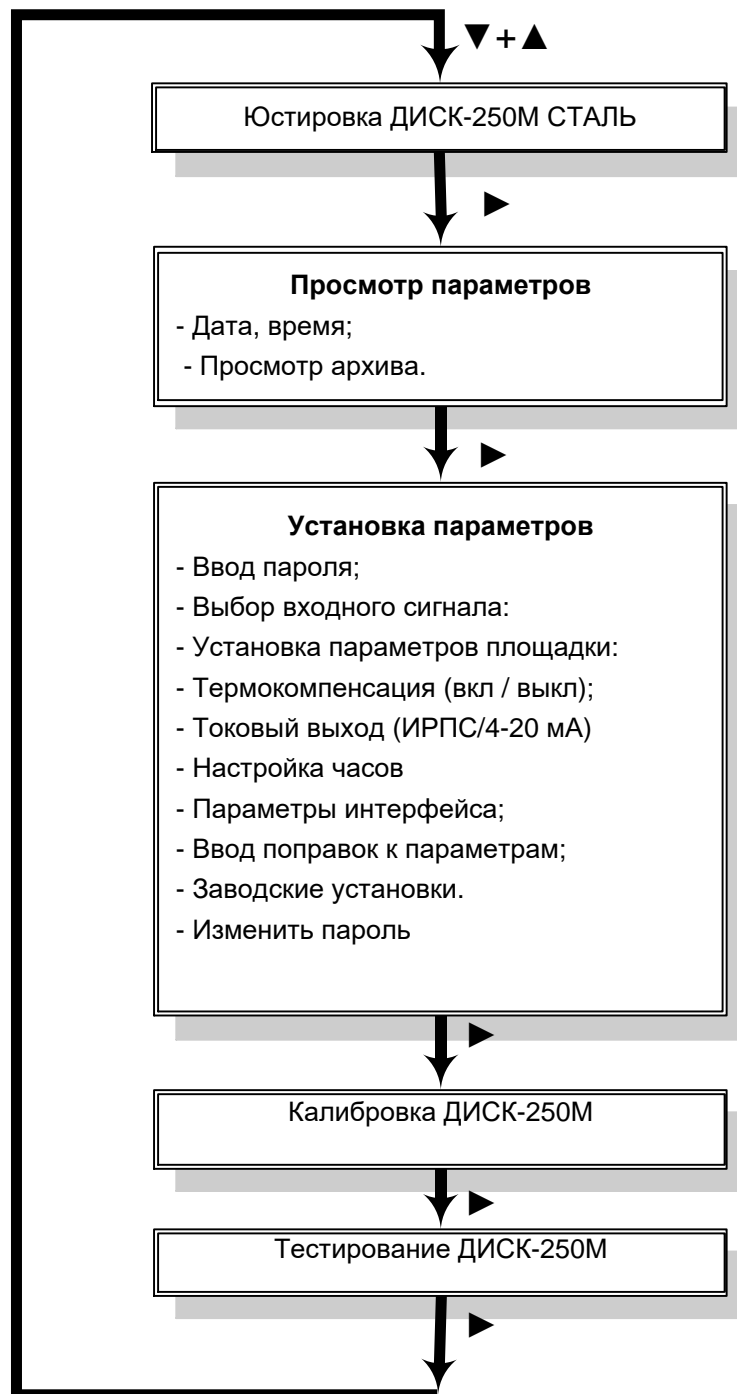 ▼+▲
Юстировка ДИСК-250М СТАЛЬ
►
Просмотр параметров
- Дата, время;
- Просмотр архива.
►
Установка параметров
- Ввод пароля;
- Выбор входного сигнала:
- Установка параметров площадки:
- Термокомпенсация (вкл / выкл);
- Токовый выход (ИРПС/4-20 мА)
- Настройка часов
- Параметры интерфейса;
- Ввод поправок к параметрам;
- Заводские установки.
- Изменить пароль
►
Калибровка ДИСК-250М
►
Тестирование ДИСК-250М
►